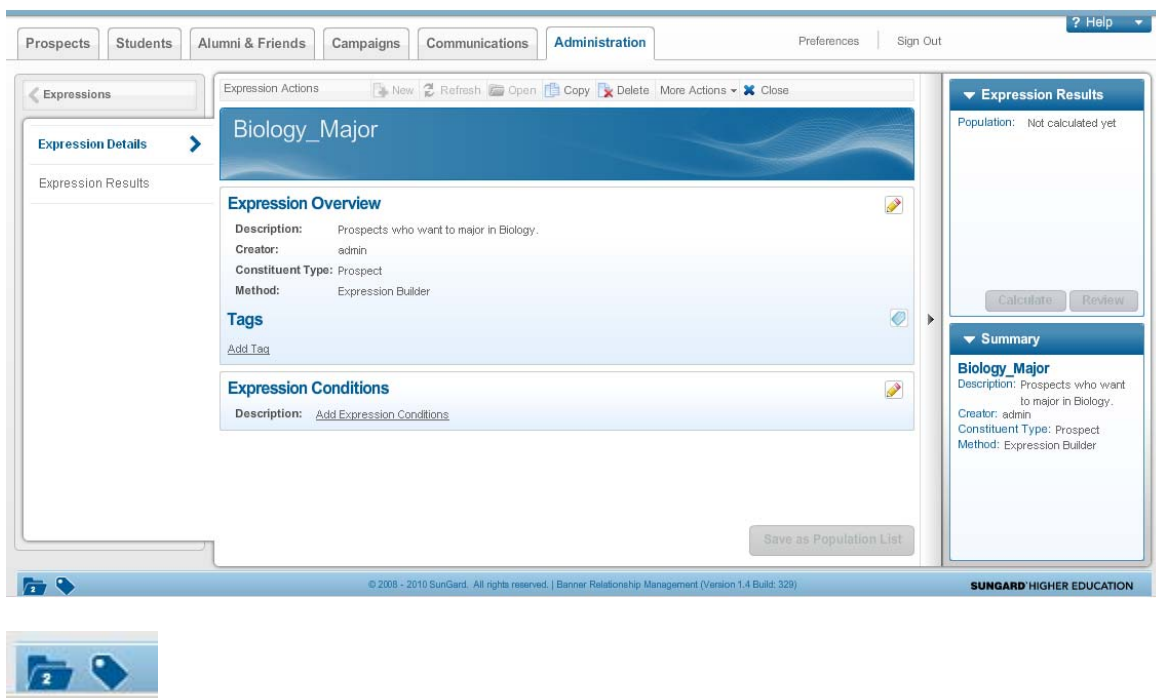 ? Help
Prospects Students Alumni & Friends Campaigns Communications Administration Preferences Sign Out
Expressions
Expression Details
Expression Results
Expression Actions New Refresh Open Copy Delete More Actions Close
Biology_Major
Expression Overview
Description: Prospects who want to major in Biology.
Creator: admin
Constituent Type: Prospect
Method: Expression Builder
Tags
Add Tag
Expression Conditions
Description: Add Expression Conditions
Save as Population List
Expression Results
Population: Not calculated yet
Calculate Review
Summary
Biology_Major
Description: Prospects who want
to major in Biology.
Creator: admin
Constituent Type: Prospect
Method: Expression Builder
2
© 2008 - 2010 SunGard. All rights reserved. | Banner Relationship Management (Version 1.4 Build: 329)
SUNGARD' HIGHER EDUCATION
2